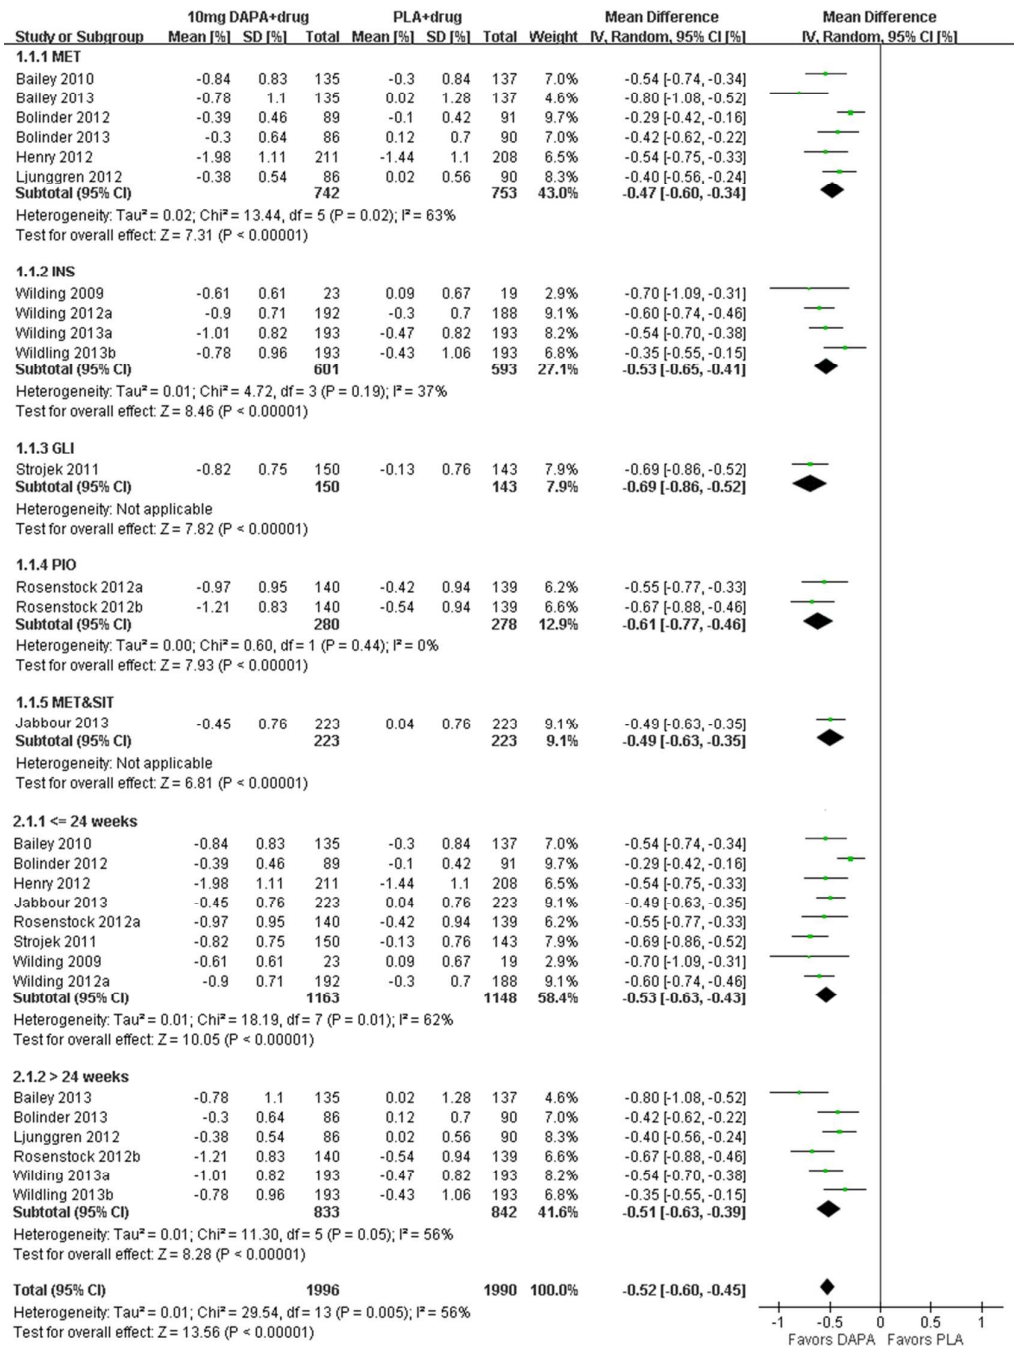 10mg DAPA+drug PLA+drug Mean Difference Mean Difference
Study or Subgroup Mean [%] SD [%] Total Mean [%] SD [%] Total Weight IV, Random, 95% CI [%] IV, Random, 95% CI [%]
1.1.1 MET
Bailey 2010 -0.84 0.83 135 -0.3 0.84 137 7.0% -0.54 [-0.74, -0.34]
Bailey 2013 -0.78 1.1 135 0.02 1.28 137 4.6% -0.80 [-1.08, -0.52]
Bolinder 2012 -0.39 0.46 89 -0.1 0.42 91 9.7% -0.29 [-0.42, -0.16]
Bolinder 2013 -0.3 0.64 86 0.12 0.7 90 7.0% -0.42 [-0.62, -0.22]
Henry 2012 -1.98 1.11 211 -1.44 1.1 208 6.5% -0.54 [-0.75, -0.33]
Ljunggren 2012 -0.38 0.54 86 0.02 0.56 90 8.3% -0.40 [-0.56, -0.24]
Subtotal (95% CI) 742 753 43.0% -0.47 [-0.60, -0.34]
Heterogeneity: Tau² = 0.02; Chi² = 13.44, df = 5 (P = 0.02); I² = 63%
Test for overall effect: Z = 7.31 (P < 0.00001)
1.1.2 INS
Wilding 2009 -0.61 0.61 23 0.09 0.67 19 2.9% -0.70 [-1.09, -0.31]
Wilding 2012a -0.9 0.71 192 -0.3 0.7 188 9.1% -0.60 [-0.74, -0.46]
Wilding 2013a -1.01 0.82 193 -0.47 0.82 193 8.2% -0.54 [-0.70, -0.38]
Wildling 2013b -0.78 0.96 193 -0.43 1.06 193 6.8% -0.35 [-0.55, -0.15]
Subtotal (95% CI) 601 593 27.1% -0.53 [-0.65, -0.41]
Heterogeneity: Tau² = 0.01; Chi² = 4.72, df = 3 (P = 0.19); I² = 37%
Test for overall effect: Z = 8.46 (P < 0.00001)
1.1.3 GLI
Strojek 2011 -0.82 0.75 150 -0.13 0.76 143 7.9% -0.69 [-0.86, -0.52]
Subtotal (95% CI) 150 143 7.9% -0.69 [-0.86, -0.52]
Heterogeneity: Not applicable
Test for overall effect: Z = 7.82 (P < 0.00001)
1.1.4 PIO
Rosenstock 2012a -0.97 0.95 140 -0.42 0.94 139 6.2% -0.55 [-0.77, -0.33]
Rosenstock 2012b -1.21 0.83 140 -0.54 0.94 139 6.6% -0.67 [-0.88, -0.46]
Subtotal (95% CI) 280 278 12.9% -0.61 [-0.77, -0.46]
Heterogeneity: Tau² = 0.00; Chi² = 0.60, df = 1 (P = 0.44); I² = 0%
Test for overall effect: Z = 7.93 (P < 0.00001)
1.1.5 MET&SIT
Jabbour 2013 -0.45 0.76 223 0.04 0.76 223 9.1% -0.49 [-0.63, -0.35]
Subtotal (95% CI) 223 223 9.1% -0.49 [-0.63, -0.35]
Heterogeneity: Not applicable
Test for overall effect: Z = 6.81 (P < 0.00001)
2.1.1 <= 24 weeks
Bailey 2010 -0.84 0.83 135 -0.3 0.84 137 7.0% -0.54 [-0.74, -0.34]
Bolinder 2012 -0.39 0.46 89 -0.1 0.42 91 9.7% -0.29 [-0.42, -0.16]
Henry 2012 -1.98 1.11 211 -1.44 1.1 208 6.5% -0.54 [-0.75, -0.33]
Jabbour 2013 -0.45 0.76 223 0.04 0.76 223 9.1% -0.49 [-0.63, -0.35]
Rosenstock 2012a -0.97 0.95 140 -0.42 0.94 139 6.2% -0.55 [-0.77, -0.33]
Strojek 2011 -0.82 0.75 150 -0.13 0.76 143 7.9% -0.69 [-0.86, -0.52]
Wilding 2009 -0.61 0.61 23 0.09 0.67 19 2.9% -0.70 [-1.09, -0.31]
Wilding 2012a -0.9 0.71 192 -0.3 0.7 188 9.1% -0.60 [-0.74, -0.46]
Subtotal (95% CI) 1163 1148 58.4% -0.53 [-0.63, -0.43]
Heterogeneity: Tau² = 0.01; Chi² = 18.19, df = 7 (P = 0.01); I² = 62%
Test for overall effect: Z = 10.05 (P < 0.00001)
2.1.2 > 24 weeks
Bailey 2013 -0.78 1.1 135 0.02 1.28 137 4.6% -0.80 [-1.08, -0.52]
Bolinder 2013 -0.3 0.64 86 0.12 0.7 90 7.0% -0.42 [-0.62, -0.22]
Ljunggren 2012 -0.38 0.54 86 0.02 0.56 90 8.3% -0.40 [-0.56, -0.24]
Rosenstock 2012b -1.21 0.83 140 -0.54 0.94 139 6.6% -0.67 [-0.88, -0.46]
Wilding 2013a -1.01 0.82 193 -0.47 0.82 193 8.2% -0.54 [-0.70, -0.38]
Wildling 2013b -0.78 0.96 193 -0.43 1.06 193 6.8% -0.35 [-0.55, -0.15]
Subtotal (95% CI) 833 842 41.6% -0.51 [-0.63, -0.39]
Heterogeneity: Tau² = 0.01; Chi² = 11.30, df = 5 (P = 0.05); I² = 56%
Test for overall effect: Z = 8.28 (P < 0.00001)
Total (95% CI) 1996 1990 100.0% -0.52 [-0.60, -0.45]
Heterogeneity: Tau² = 0.01; Chi² = 29.54, df = 13 (P = 0.005); I² = 56%
Test for overall effect: Z = 13.56 (P < 0.00001)
-1 -0.5 0 0.5 1
Favors DAPA Favors PLA